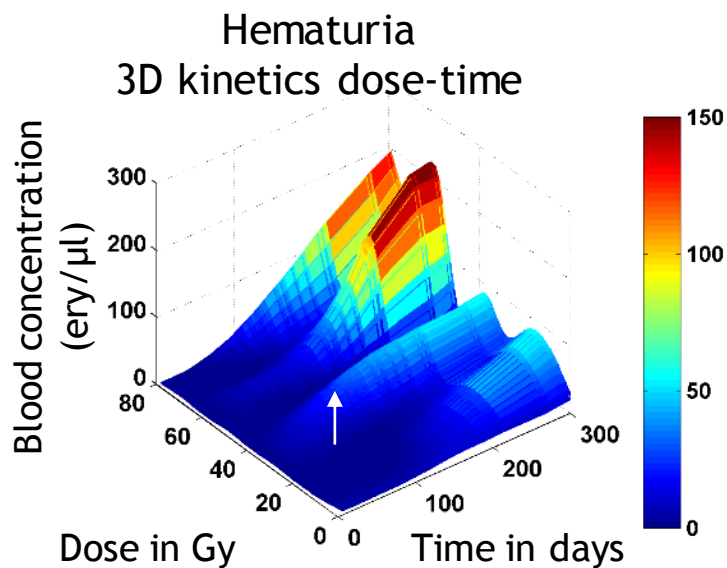 Hematuria
3D kinetics dose-time
Blood concentration
(ery/µl)
300
200
100
0
80
60
40
20
0
0
100
200
300
Dose in Gy
Time in days
150
100
50
0